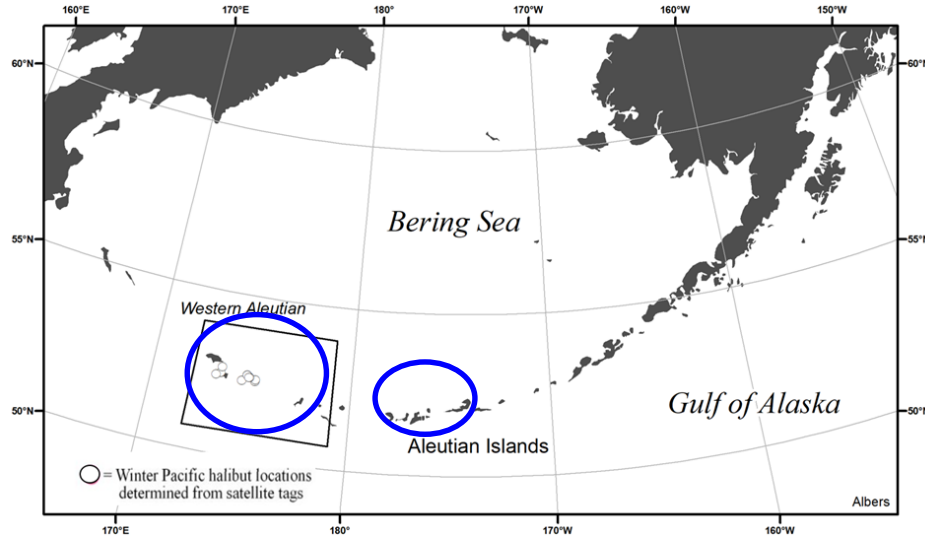 160°E 170°E 180° 170°W 160°W 150°W
60°N 60°N
Bering Sea
55°N 55°N
Western Aleutian
50°N 50°N
Gulf of Alaska
Aleutian Islands
= Winter Pacific halibut locations
determined from satellite tags
Albers
170°E 180° 170°W 160°W